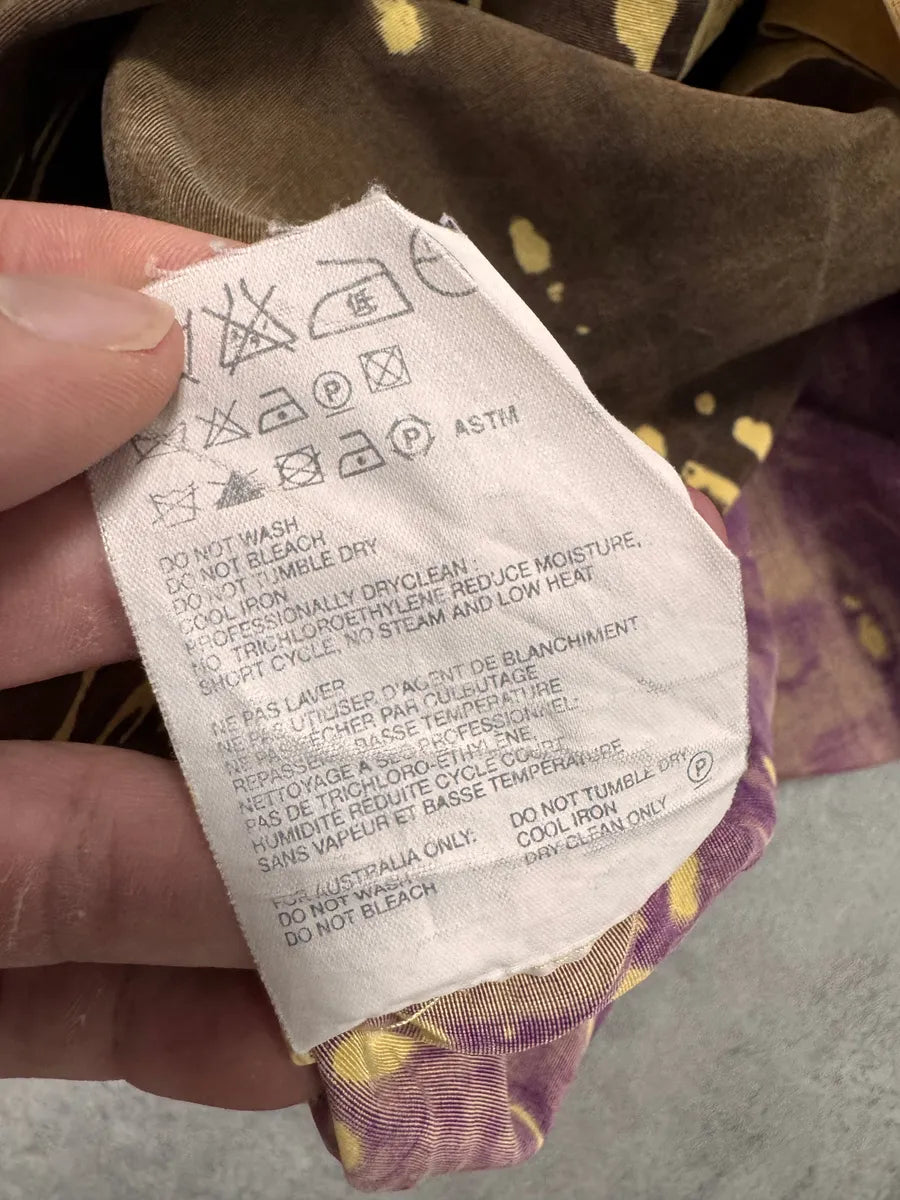 低
P
P ASTM
DO NOT WASH
DO NOT BLEACH
DO NOT TUMBLE DRY
COOL IRON
PROFESSIONALLY DRYCLEAN :
NO TRICHLOROETHYLENE REDUCE MOISTURE,
SHORT CYCLE, NO STEAM AND LOW HEAT
NE PAS LAVER
NE PAS UTILISER D'AGENT DE BLANCHIMENT
NE PAS SECHER PAR CULBUTAGE
REPASSER A BASSE TEMPERATURE
NETTOYAGE A SEC PROFESSIONNEL:
PAS DE TRICHLORO-ETHYLÈNE,
HUMIDITE REDUITE CYCLE COURT
SANS VAPEUR ET BASSE TEMPERATURE
FOR AUSTRALIA ONLY:
DO NOT WASH
DO NOT BLEACH
DO NOT TUMBLE DRY P
COOL IRON
DRY CLEAN ONLY